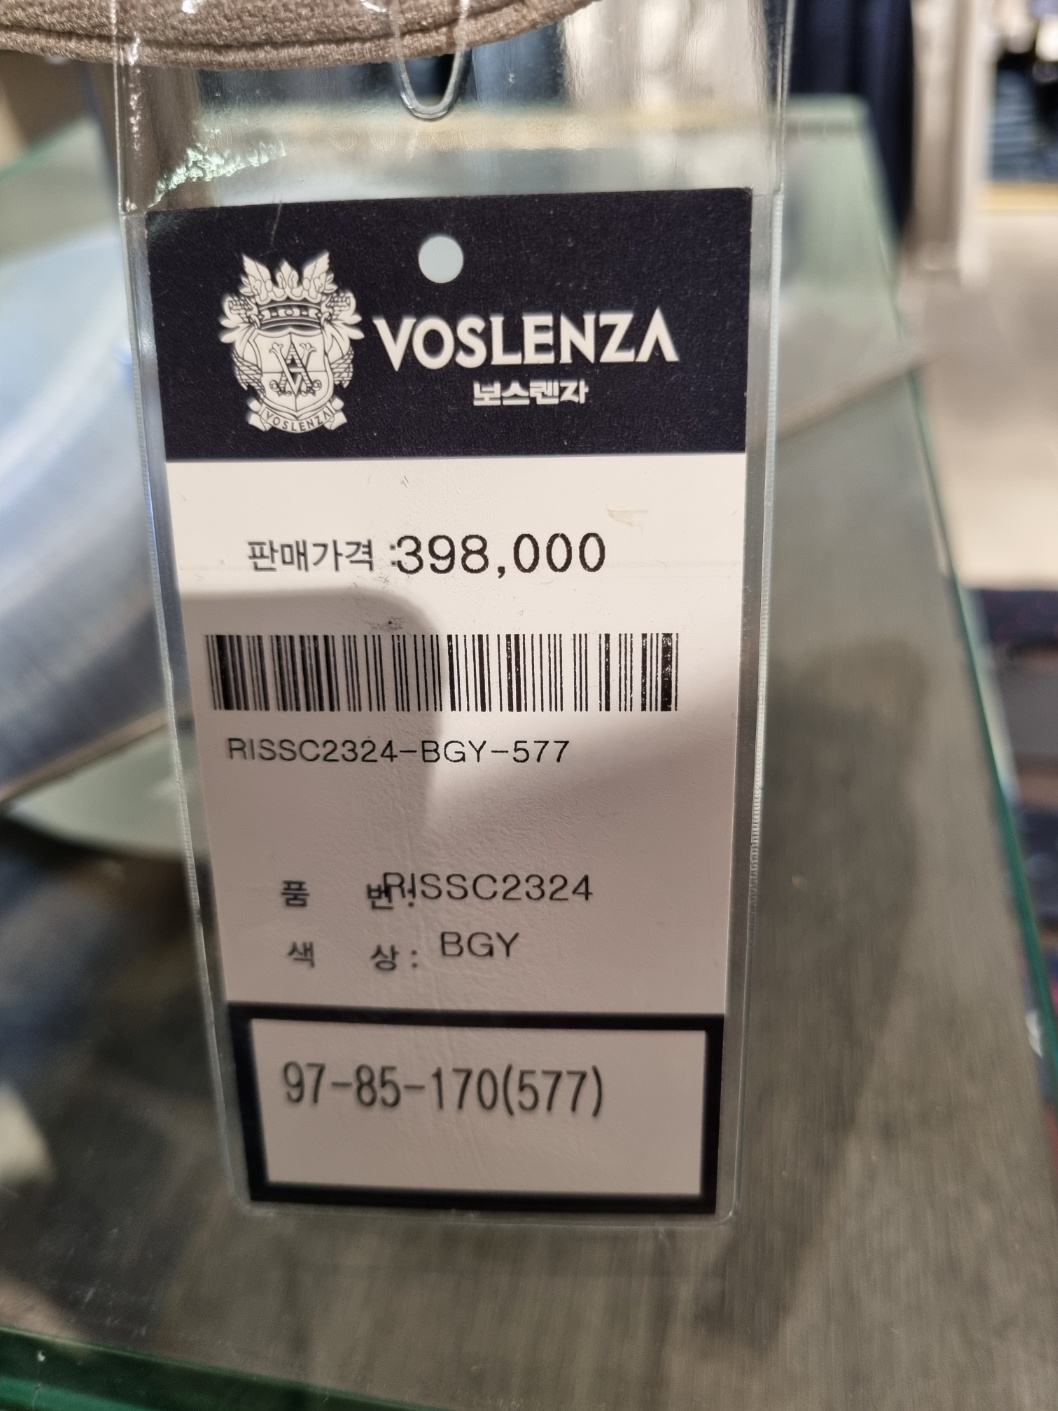 VOSLENZA
보스렌자
VOSLENZA
판매가격 :398,000
RISSC2324-BGY-577
품 번:RISSC2324
색 상: BGY
97-85-170(577)